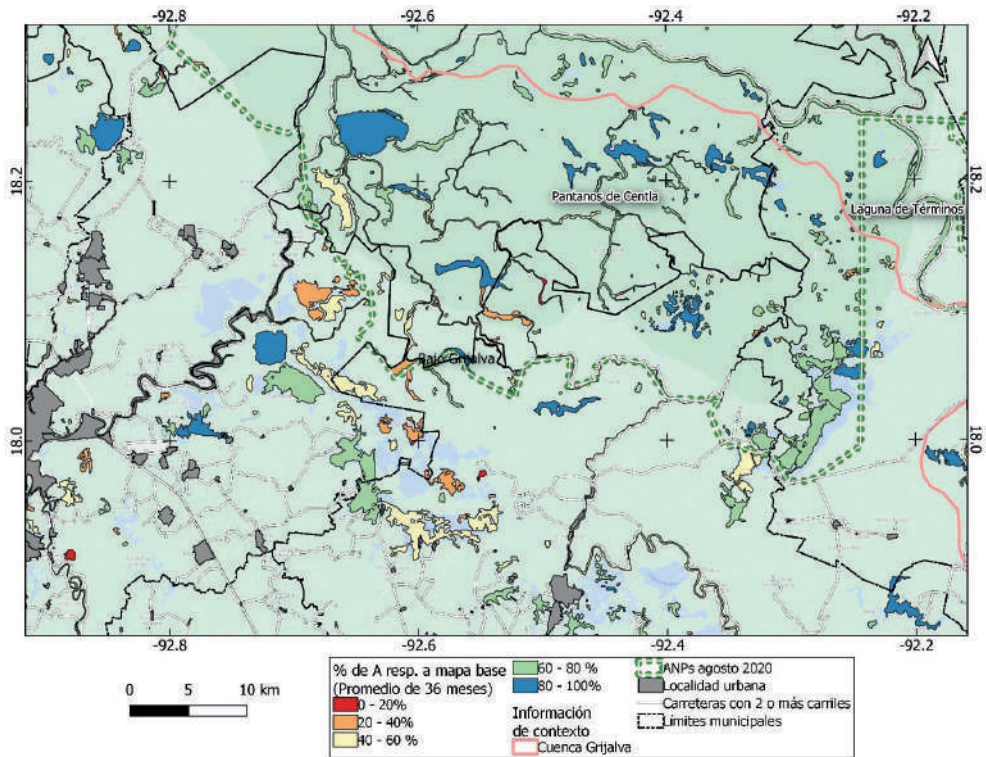 -92.8 -92.6 -92.4 -92.2
18.2 18.2
Pantanos de Centla
Laguna de Términos
Bajo Grijalva
18.0 18.0
-92.8 -92.6 -92.4 -92.2
0 5 10 km
% de A resp. a mapa base
(Promedio de 36 meses)
0 - 20%
20 - 40%
40 - 60 %
60 - 80 %
80 - 100%
Información
de contexto
Cuenca Grijalva
ANPs agosto 2020
Localidad urbana
Carreteras con 2 o más carriles
Límites municipales